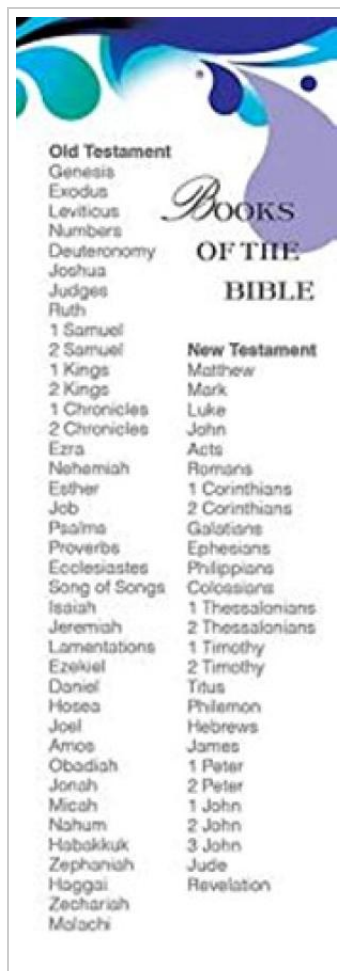 Old Testament
Genesis
Exodus
Leviticus
Numbers
Deuteronomy
Joshua
Judges
Ruth
1 Samuel
2 Samuel
1 Kings
2 Kings
1 Chronicles
2 Chronicles
Ezra
Nehemiah
Esther
Job
Psalms
Proverbs
Ecclesiastes
Song of Songs
Isaiah
Jeremiah
Lamentations
Ezekiel
Daniel
Hosea
Joel
Amos
Obadiah
Jonah
Micah
Nahum
Habakkuk
Zephaniah
Haggai
Zechariah
Malachi
BOOKS
OF THE
BIBLE
New Testament
Matthew
Mark
Luke
John
Acts
Romans
1 Corinthians
2 Corinthians
Galatians
Ephesians
Philippians
Colossians
1 Thessalonians
2 Thessalonians
1 Timothy
2 Timothy
Titus
Philemon
Hebrews
James
1 Peter
2 Peter
1 John
2 John
3 John
Jude
Revelation